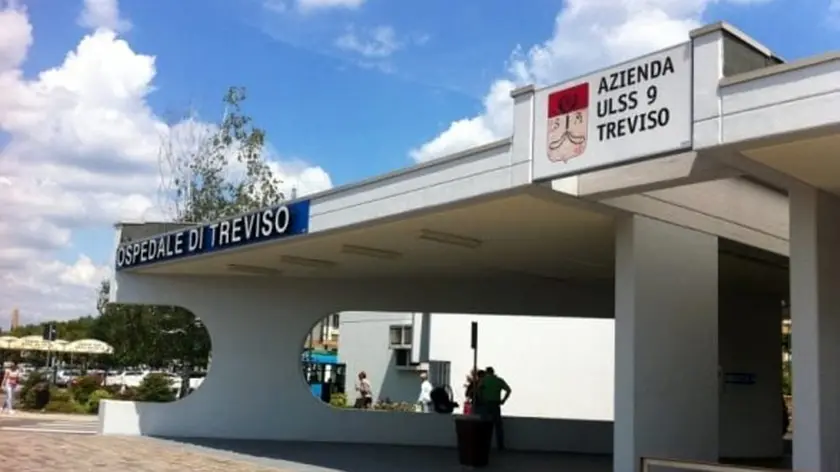 OSPEDALE DI TREVISO
AZIENDA
ULSS 9
TREVISO